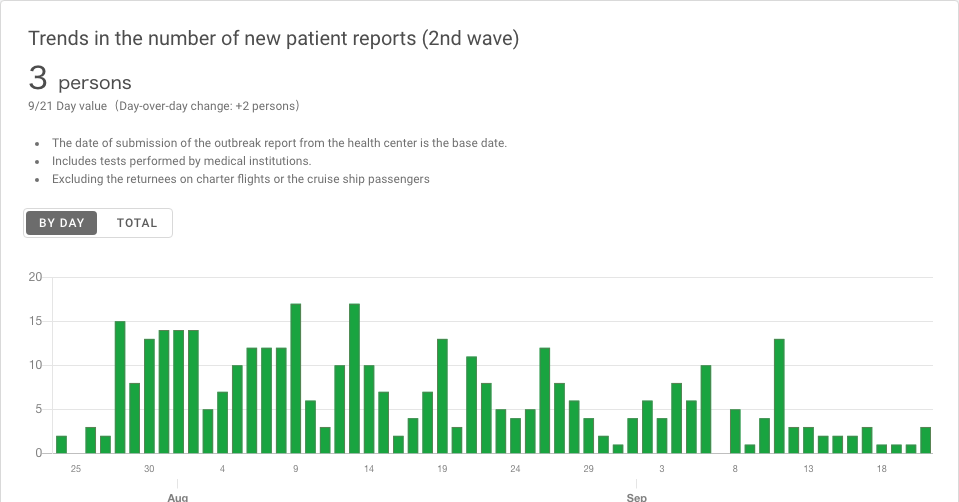 Trends in the number of new patient reports (2nd wave)
3 persons
9/21 Day value（Day-over-day change: +2 persons）
• The date of submission of the outbreak report from the health center is the base date.
• Includes tests performed by medical institutions.
• Excluding the returnees on charter flights or the cruise ship passengers
BY DAY TOTAL
20
15
10
5
0
25 30 4 9 14 19 24 29 3 8 13 18
Aug Sep